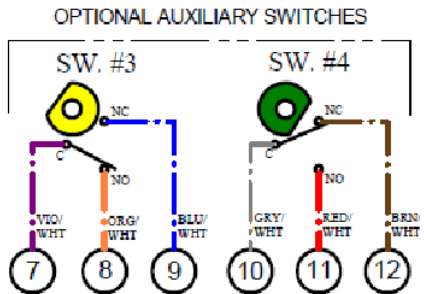 OPTIONAL AUXILIARY SWITCHES
SW. #3
SW. #4
NC
NC
C
C
NO
NO
VIO/
WHT
ORG/
WHT
BLU/
WHT
GRY/
WHT
RED/
WHT
BRN/
WHT
7
8
9
10
11
12